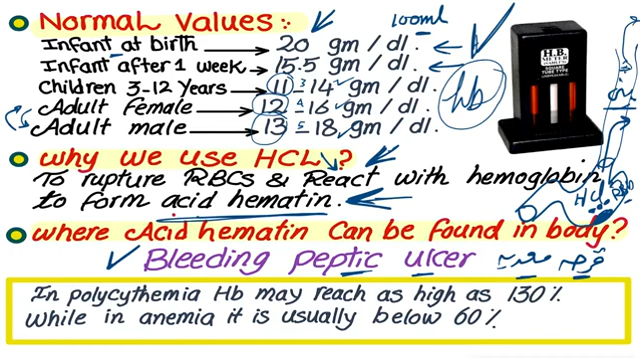 Normal Values :-
100ml
Infant at birth → 20 gm / dl.
Infant after 1 week → 15.5 gm / dl.
Children 3-12 Years → 11 - 14 gm / dl.
Adult Female → 12 - 16 gm / dl.
Adult male → 13 - 18 gm / dl.
Hb
H.B.
METER
SQUARE
TUBE TYPE
why we use HCL ?
To rupture RBCs & React with hemoglobin
to form acid hematin.
HCl
where Acid hematin Can be found in body?
Bleeding peptic ulcer
قرحة
In polycythemia Hb may reach as high as 130%
while in anemia it is usually below 60%.